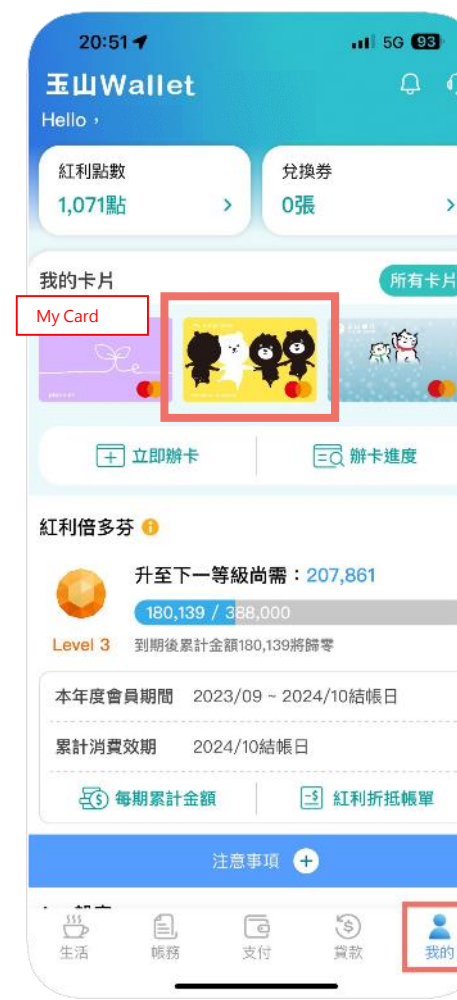 20:51
5G 93
玉山Wallet
Hello，
紅利點數
兌換券
1,071點
0張
我的卡片
所有卡片
My Card
立即辦卡
辦卡進度
紅利倍多芬
升至下一等級尚需：207,861
180,139 / 388,000
Level 3
到期後累計金額180,139將歸零
本年度會員期間 2023/09 ~ 2024/10結帳日
累計消費效期 2024/10結帳日
每期累計金額
紅利折抵帳單
注意事項
生活
帳務
支付
貸款
我的